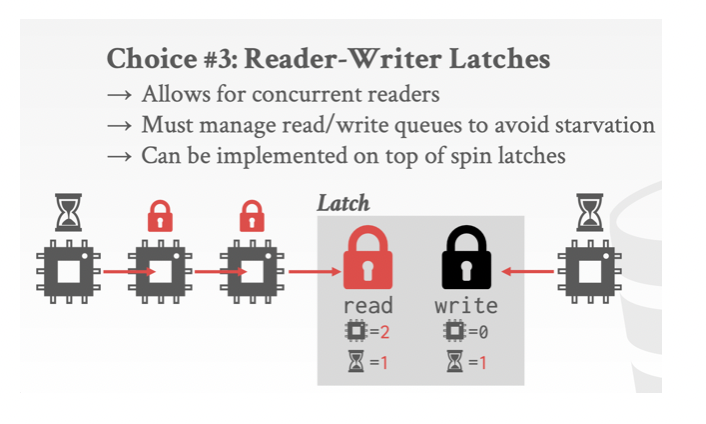 Choice #3: Reader-Writer Latches
→ Allows for concurrent readers
→ Must manage read/write queues to avoid starvation
→ Can be implemented on top of spin latches
Latch
read write
=2 =0
=1 =1